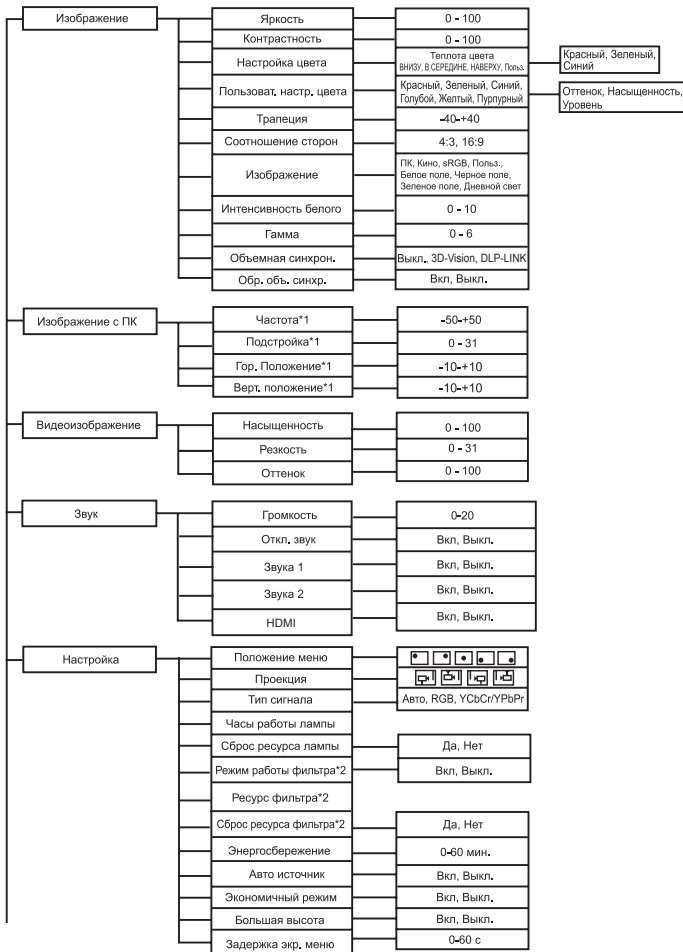 Изображение
Яркость
0 - 100
Контрастность
0 - 100
Настройка цвета
Теплота цвета
ВНИЗУ, В СЕРЕДИНЕ, НАВЕРХУ, Польз.
Красный, Зеленый,
Синий
Пользоват. настр. цвета
Красный, Зеленый, Синий,
Голубой, Желтый, Пурпурный
Оттенок, Насыщенность,
Уровень
Трапеция
-40-+40
Соотношение сторон
4:3, 16:9
Изображение
ПК, Кино, sRGB, Польз.,
Белое поле, Черное поле,
Зеленое поле, Дневной свет
Интенсивность белого
0 - 10
Гамма
0 - 6
Объемная синхрон.
Выкл., 3D-Vision, DLP-LINK
Обр. объ. синхр.
Вкл, Выкл.
Изображение с ПК
Частота*1
-50-+50
Подстройка*1
0 - 31
Гор. Положение*1
-10-+10
Верт. положение*1
-10-+10
Видеоизображение
Насыщенность
0 - 100
Резкость
0 - 31
Оттенок
0 - 100
Звук
Громкость
0-20
Откл. звук
Вкл, Выкл.
Звука 1
Вкл, Выкл.
Звука 2
Вкл, Выкл.
HDMI
Вкл, Выкл.
Настройка
Положение меню
Проекция
Тип сигнала
Авто, RGB, YCbCr/YPbPr
Часы работы лампы
Сброс ресурса лампы
Да, Нет
Режим работы фильтра*2
Вкл, Выкл.
Ресурс фильтра*2
Сброс ресурса фильтра*2
Да, Нет
Энергосбережение
0-60 мин.
Авто источник
Вкл, Выкл.
Экономичный режим
Вкл, Выкл.
Большая высота
Вкл, Выкл.
Задержка экр. меню
0-60 с